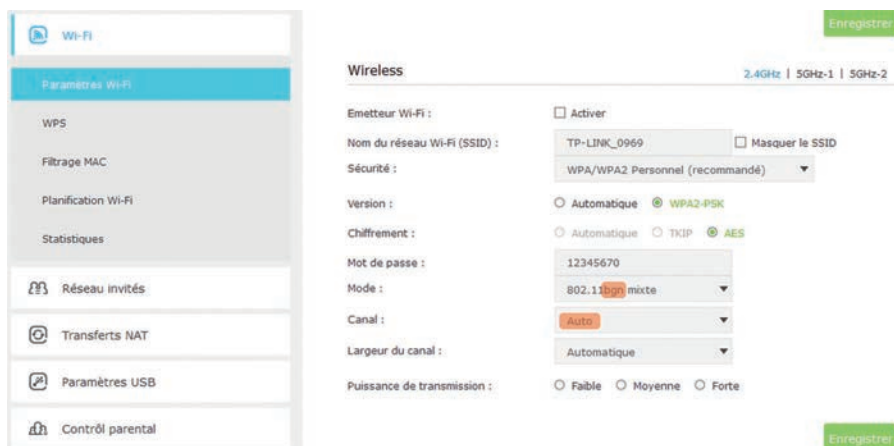 Enregistrer
Wi-Fi
Paramètres Wi-Fi
WPS
Filtrage MAC
Planification Wi-Fi
Statistiques
Réseau invités
Transferts NAT
Paramètres USB
Contrôl parental
Wireless
2.4GHz | 5GHz-1 | 5GHz-2
Emetteur Wi-Fi : Activer
Nom du réseau Wi-Fi (SSID) : TP-LINK_0969 Masquer le SSID
Sécurité : WPA/WPA2 Personnel (recommandé)
Version : Automatique WPA2-PSK
Chiffrement : Automatique TKIP AES
Mot de passe : 12345670
Mode : 802.11bgn mixte
Canal : Auto
Largeur du canal : Automatique
Puissance de transmission : Faible Moyenne Forte
Enregistrer